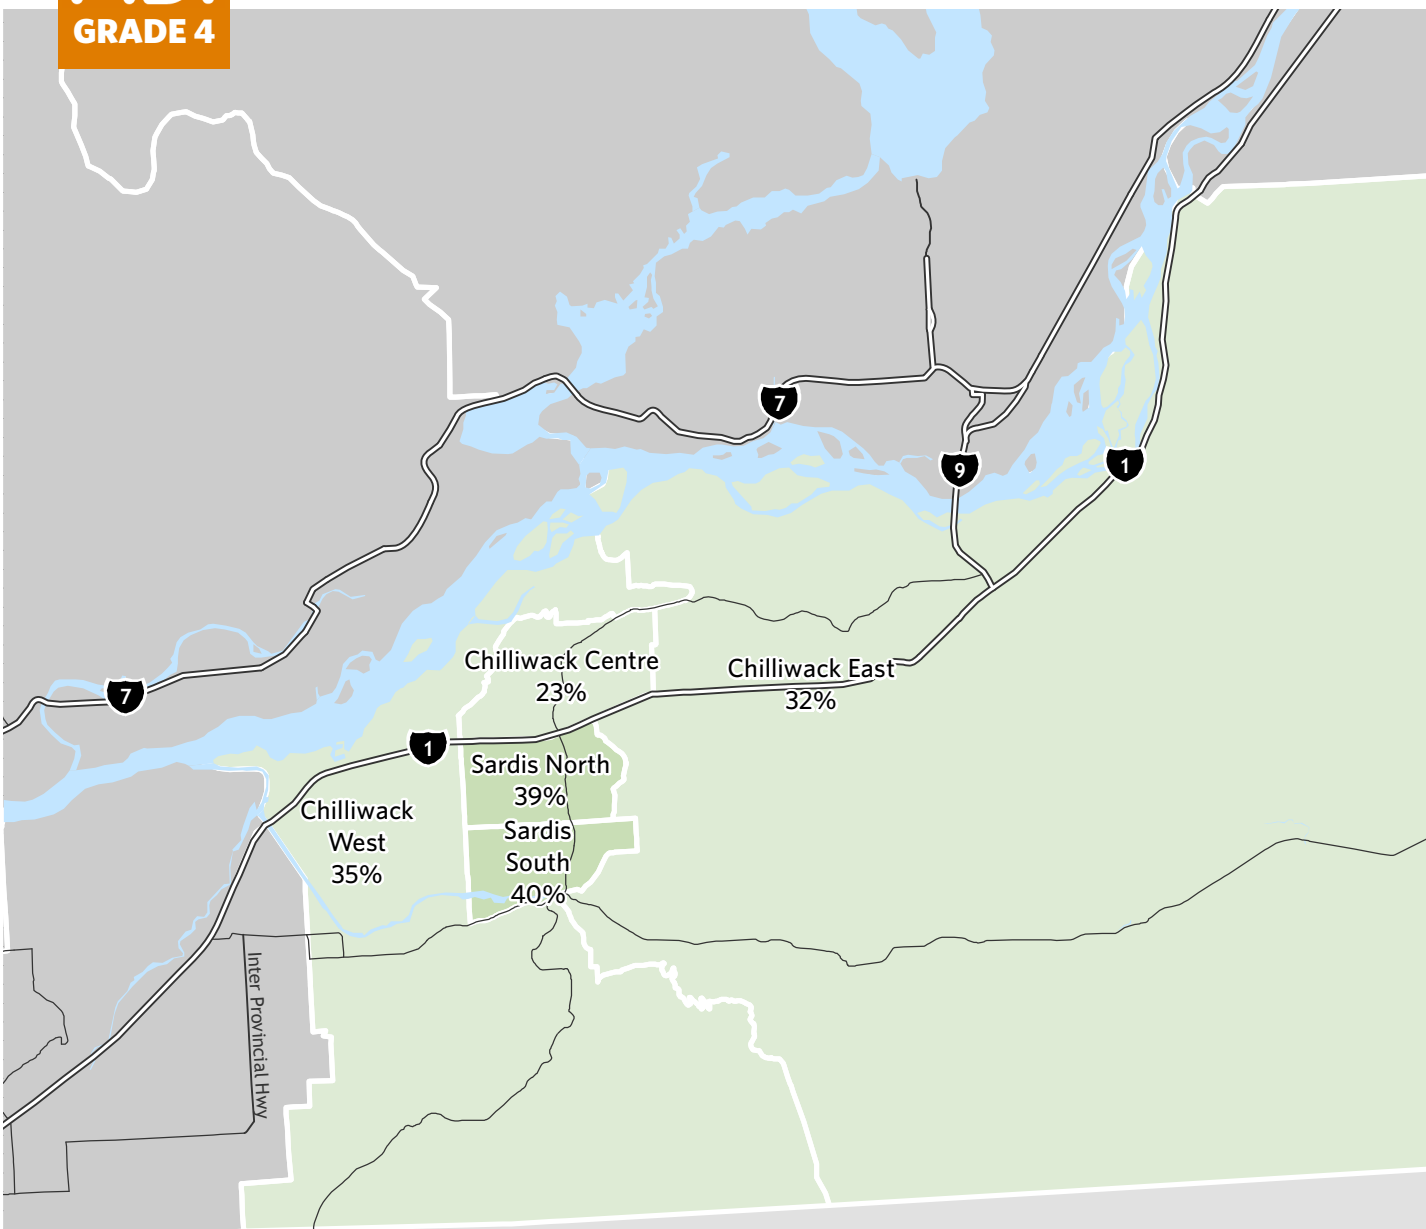 GRADE 4
7
9
1
Chilliwack Centre
23%
Chilliwack East
32%
7
1
Sardis North
39%
Chilliwack
West
35%
Sardis
South
40%
Inter Provincial Hwy